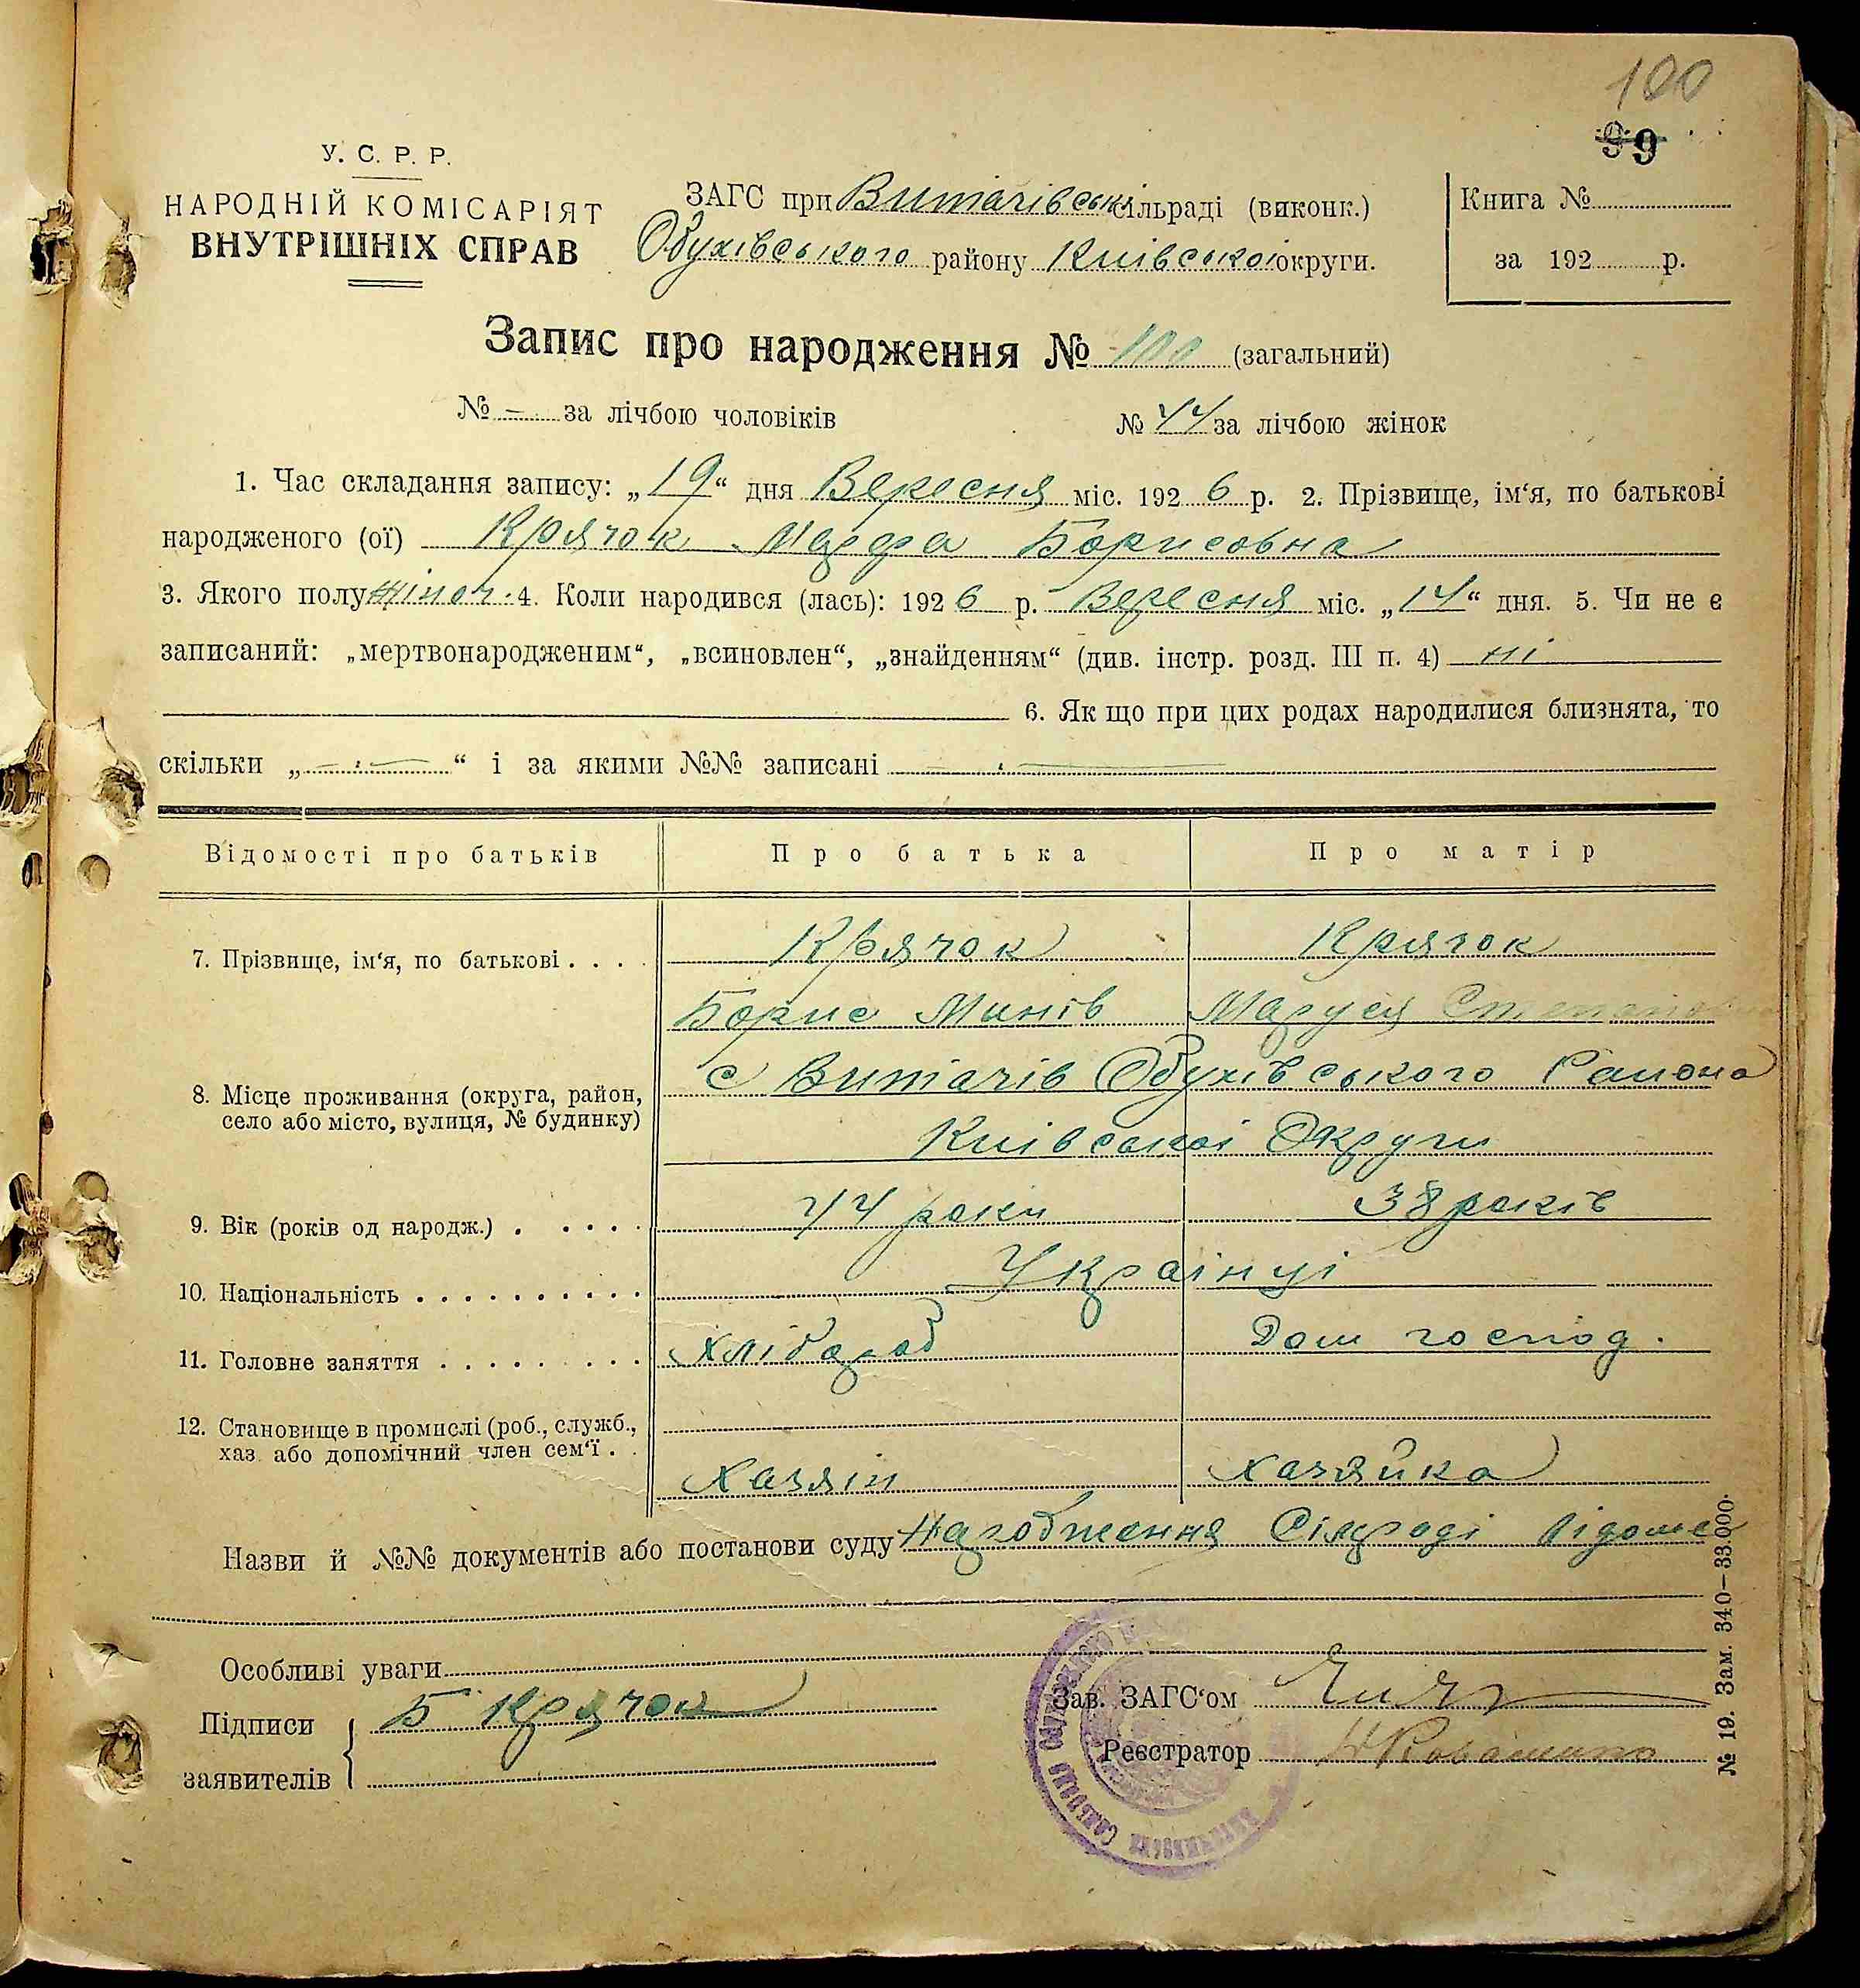 100
99
У. С. Р. Р.
НАРОДНІЙ КОМІСАРІЯТ
ВНУТРІШНІХ СПРАВ
ЗАГС при Витачівськ сільраді (виконк.)
Обухівського району Київської округи.
Книга №
за 192 р.
Запис про народження № 100 (загальний)
№ – за лічбою чоловіків № 44 за лічбою жінок
1. Час складання запису: „19“ дня Вересня міс. 1926 р. 2. Прізвище, ім‘я, по батькові
народженого (ої) Крячок Марфа Борисовна
3. Якого полу жіноч. 4. Коли народився (лась): 1926 р. Вересня міс. „14“ дня. 5. Чи не є
записаний: „мертвонародженим“, „всиновлен“, „знайденням“ (див. інстр. розд. III п. 4) ні
6. Як що при цих родах народилися близнята, то
скільки „ “ і за якими №№ записані
Відомості про батьків Про батька Про матір
7. Прізвище, ім‘я, по батькові . . . . Крячок Крячок
Борис Минів Маруся Степанов
8. Місце проживання (округа, район, с Витачів Обухівського Района
село або місто, вулиця, № будинку)
Київської Округи
9. Вік (років од народж.) . . . . . 44 роки 38 років
10. Національність . . . . . . . . . . Українці
11. Головне заняття . . . . . . . . . Хлібороб Дом господ.
12. Становище в промислі (роб., служб.,
хаз. або допомічний член сем‘ї . . Хазяін хазяйка
Назви й №№ документів або постанови суду Народження Сілраді відоме
Особливі уваги
Підписи Б Крячок
заявителів
Зав. ЗАГС‘ом
Реєстратор
№ 19. Зам. 340–33.000.